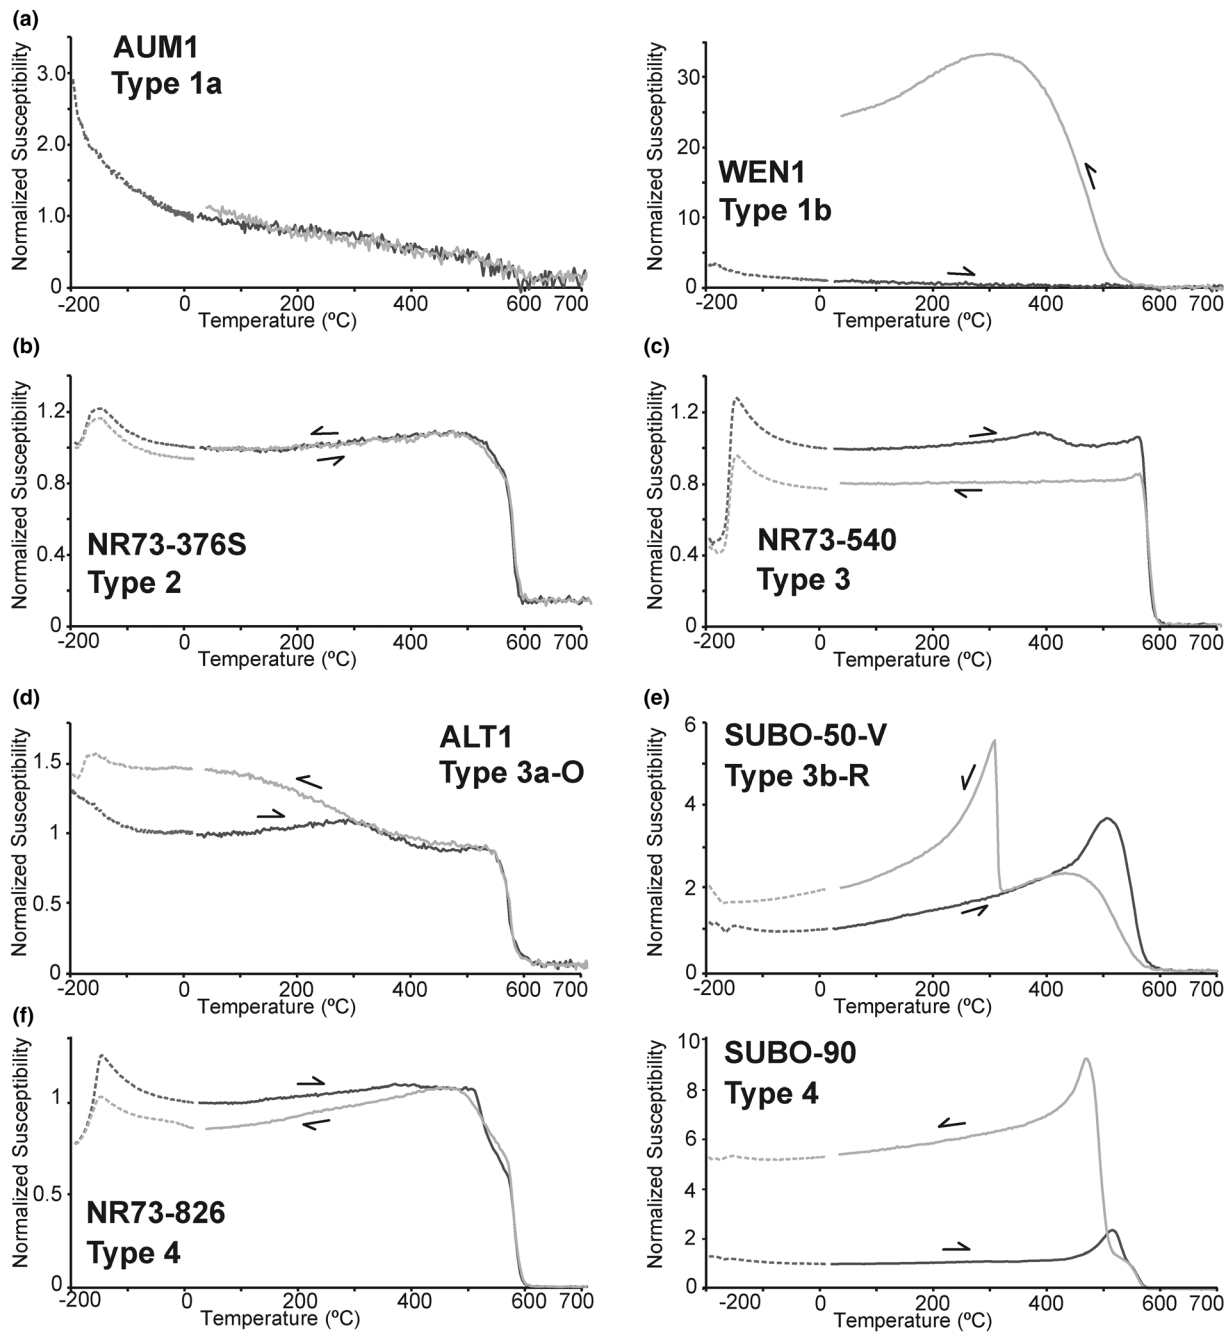 (a)
AUM1
Type 1a
Normalized Susceptibility
3.0
2.0
1.0
0
-200 0 200 400 600 700
Temperature (ºC)
Normalized Susceptibility
30
20
10
0
WEN1
Type 1b
-200 0 200 400 600 700
Temperature (ºC)
(b)
Normalized Susceptibility
1.2
0.8
0.4
0
NR73-376S
Type 2
-200 0 200 400 600 700
Temperature (ºC)
(c)
Normalized Susceptibility
1.2
0.8
0.4
0
NR73-540
Type 3
-200 0 200 400 600 700
Temperature (ºC)
(d)
Normalized Susceptibility
ALT1
Type 3a-O
1.5
1
0.5
0
-200 0 200 400 600 700
Temperature (ºC)
(e)
Normalized Susceptibility
6
SUBO-50-V
Type 3b-R
4
2
0
-200 0 200 400 600 700
Temperature (ºC)
(f)
Normalized Susceptibility
1
0.5
0
NR73-826
Type 4
-200 0 200 400 600 700
Temperature (ºC)
Normalized Susceptibility
10
SUBO-90
Type 4
8
6
4
2
0
-200 0 200 400 600 700
Temperature (ºC)